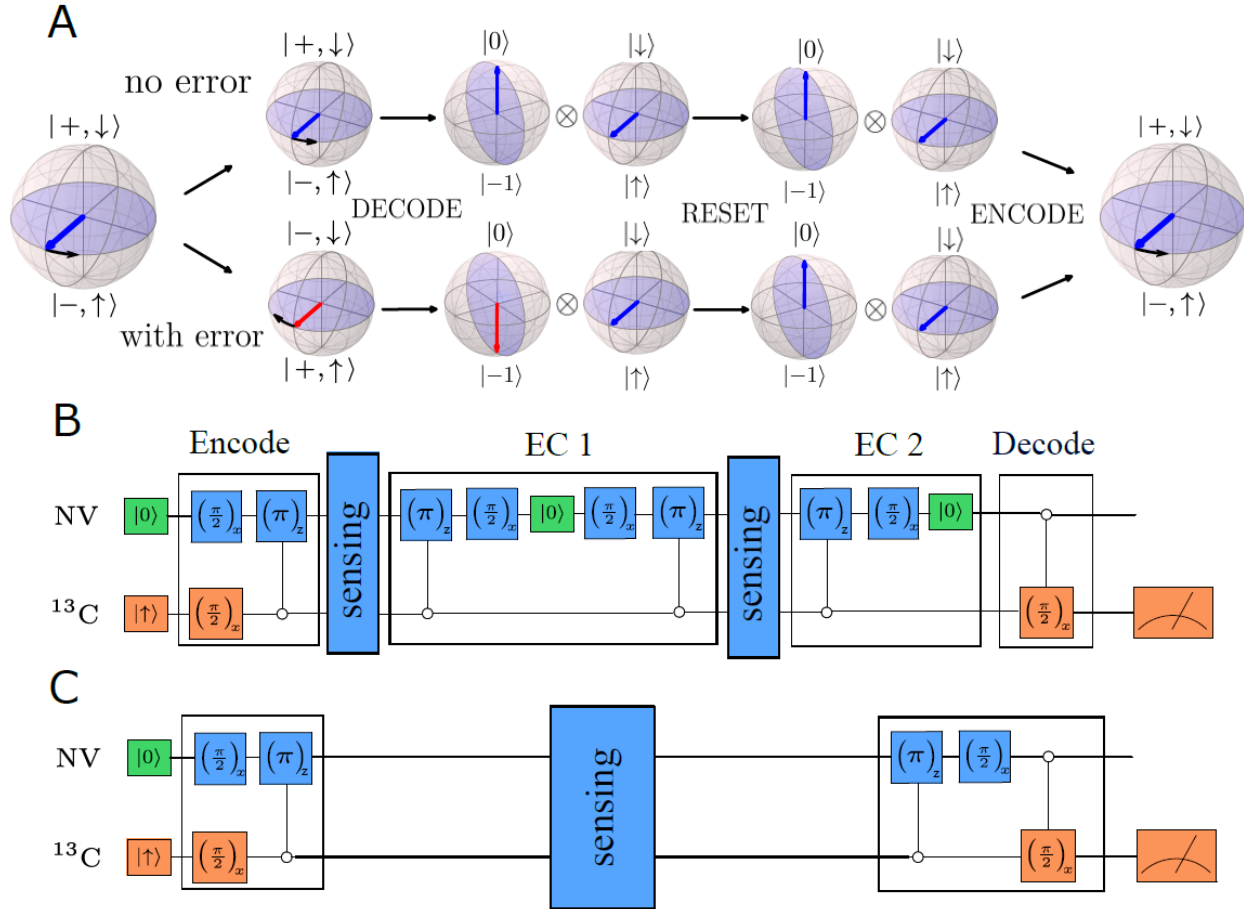 A
|+,↓⟩ |0⟩ |↓⟩ |0⟩ |↓⟩
no error
|+,↓⟩ ⊗ ⊗ |+,↓⟩
|−,↑⟩ |−1⟩ |↑⟩ |−1⟩ |↑⟩
DECODE RESET ENCODE
|−,↓⟩ |0⟩ |↓⟩ |0⟩ |↓⟩
|−,↑⟩ ⊗ ⊗ |−,↑⟩
with error
|+,↑⟩ |−1⟩ |↑⟩ |−1⟩ |↑⟩
B
Encode EC 1 EC 2 Decode
NV |0⟩ (π/2)x (π)z sensing (π)z (π/2)x |0⟩ (π/2)x (π)z sensing (π)z (π/2)x |0⟩
¹³C |↑⟩ (π/2)x (π/2)x
C
NV |0⟩ (π/2)x (π)z sensing (π)z (π/2)x
¹³C |↑⟩ (π/2)x (π/2)x